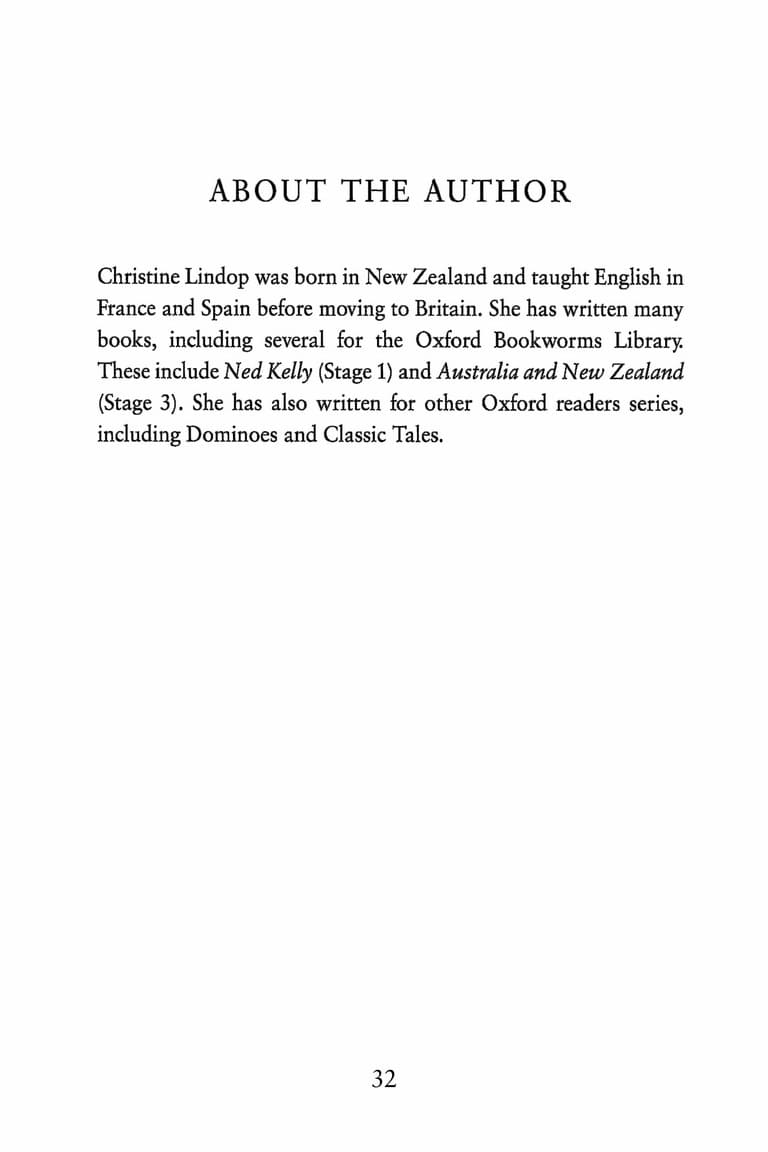 ABOUT THE AUTHOR
Christine Lindop was born in New Zealand and taught English in
France and Spain before moving to Britain. She has written many
books, including several for the Oxford Bookworms Library.
These include Ned Kelly (Stage 1) and Australia and New Zealand
(Stage 3). She has also written for other Oxford readers series,
including Dominoes and Classic Tales.
32